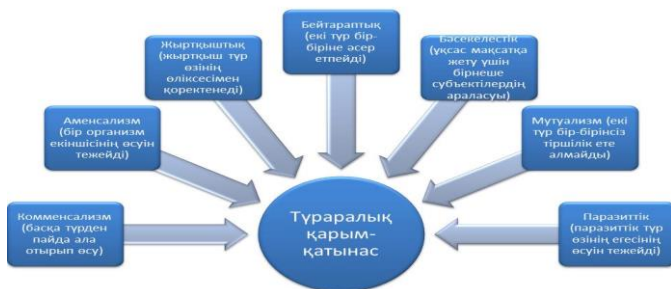 Бейтараптық
(екі түр бір-
біріне әсер
етпейді)
Жыртқыштық
(жыртқыш түр
өзінің
өліксесімен
қоректенеді)
Бәсекелестік
(ұқсас мақсатқа
жету үшін
бірнеше
субъектілердің
араласуы)
Аменсализм
(бір организм
екіншісінің өсуін
тежейді)
Мутуализм (екі
түр бір-бірінсіз
тіршілік ете
алмайды)
Комменсализм
(басқа түрден
пайда ала
отырып өсу)
Түраралық
қарым-
қатынас
Паразиттік
(паразиттік түр
өзінің егесінің
өсуін тежейді)